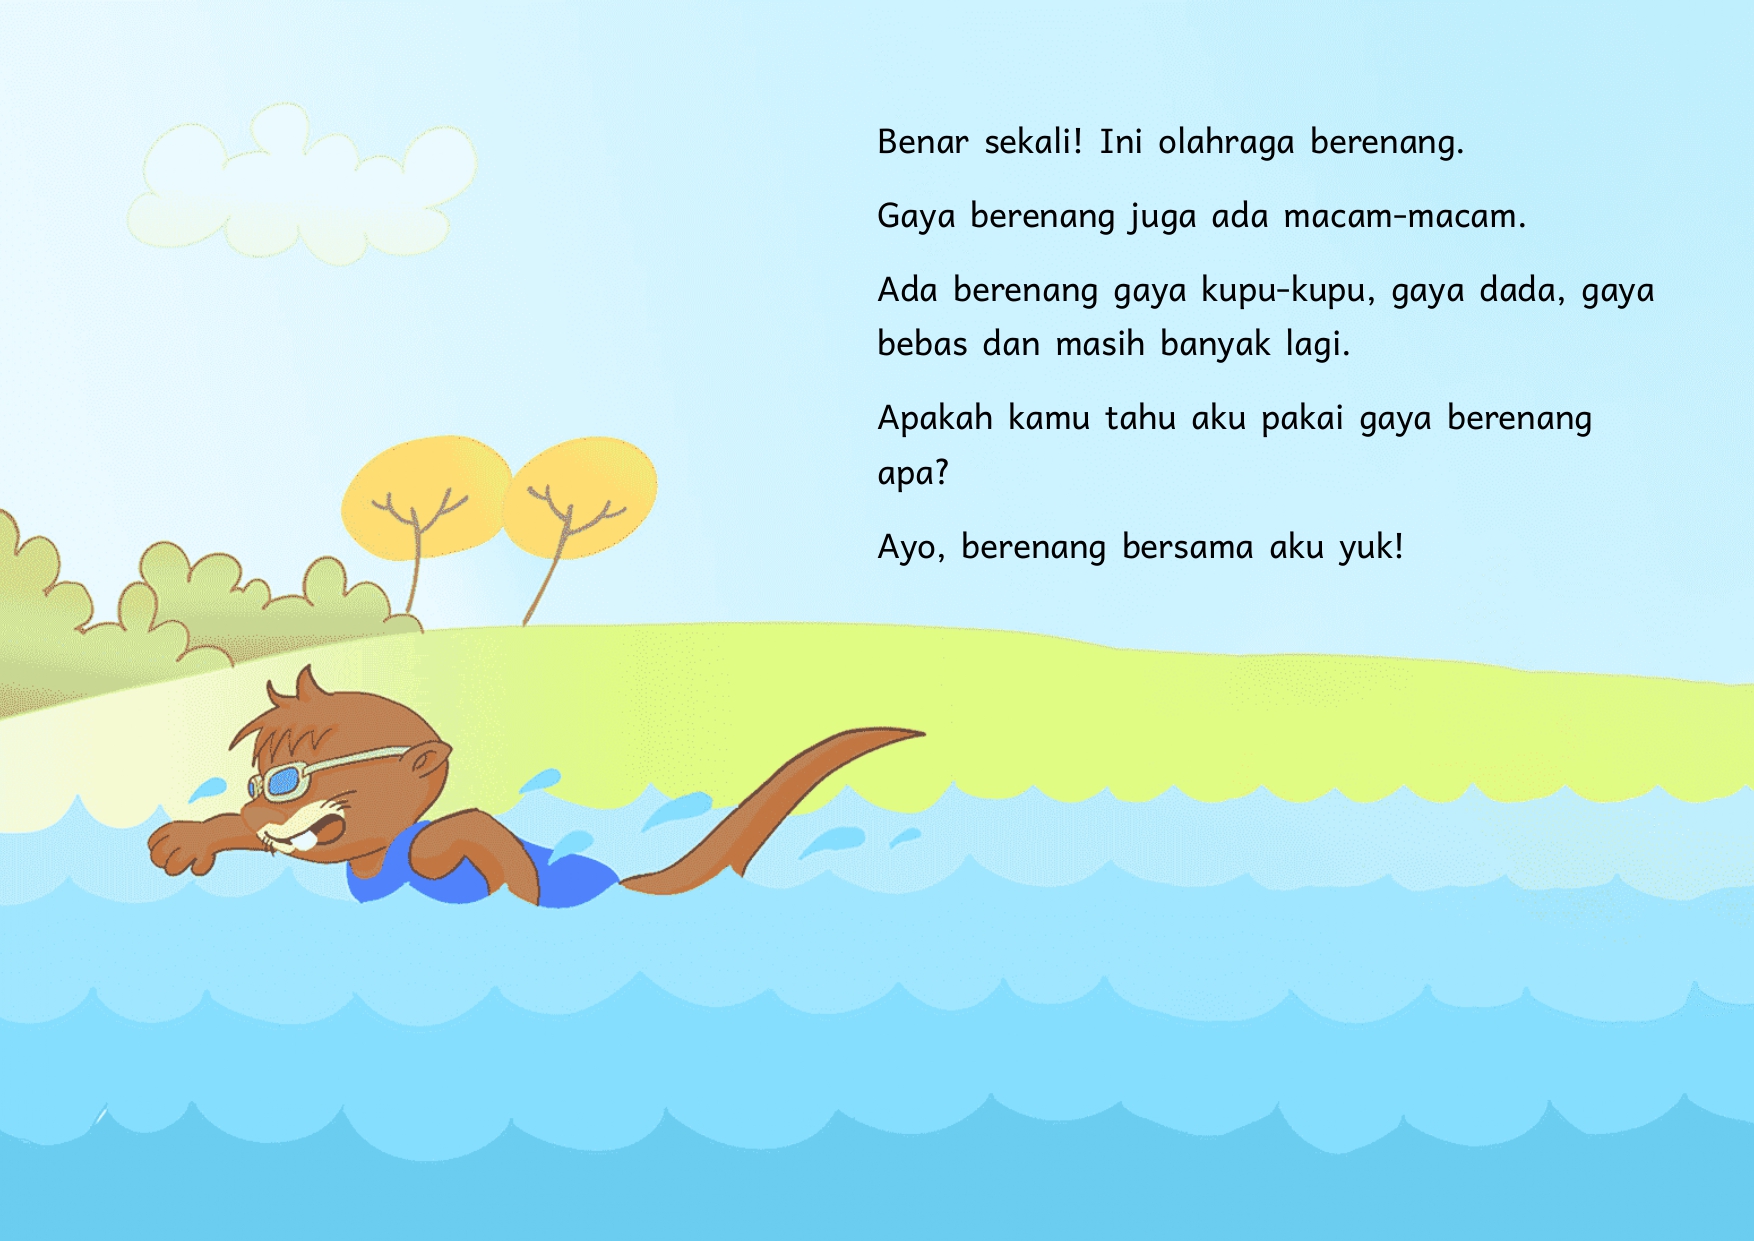 Benar sekali! Ini olahraga berenang.
Gaya berenang juga ada macam-macam.
Ada berenang gaya kupu-kupu, gaya dada, gaya
bebas dan masih banyak lagi.
Apakah kamu tahu aku pakai gaya berenang
apa?
Ayo, berenang bersama aku yuk!